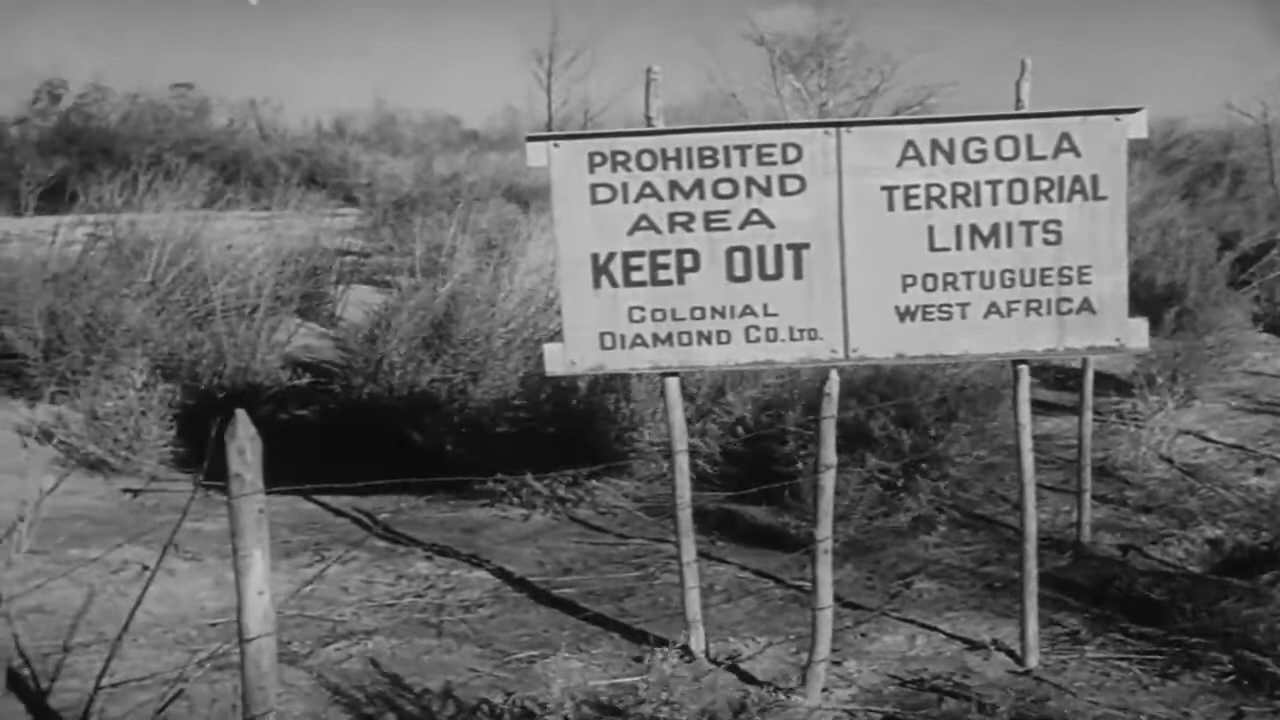 PROHIBITED
DIAMOND
AREA
KEEP OUT
COLONIAL
DIAMOND CO. LTD.
ANGOLA
TERRITORIAL
LIMITS
PORTUGUESE
WEST AFRICA